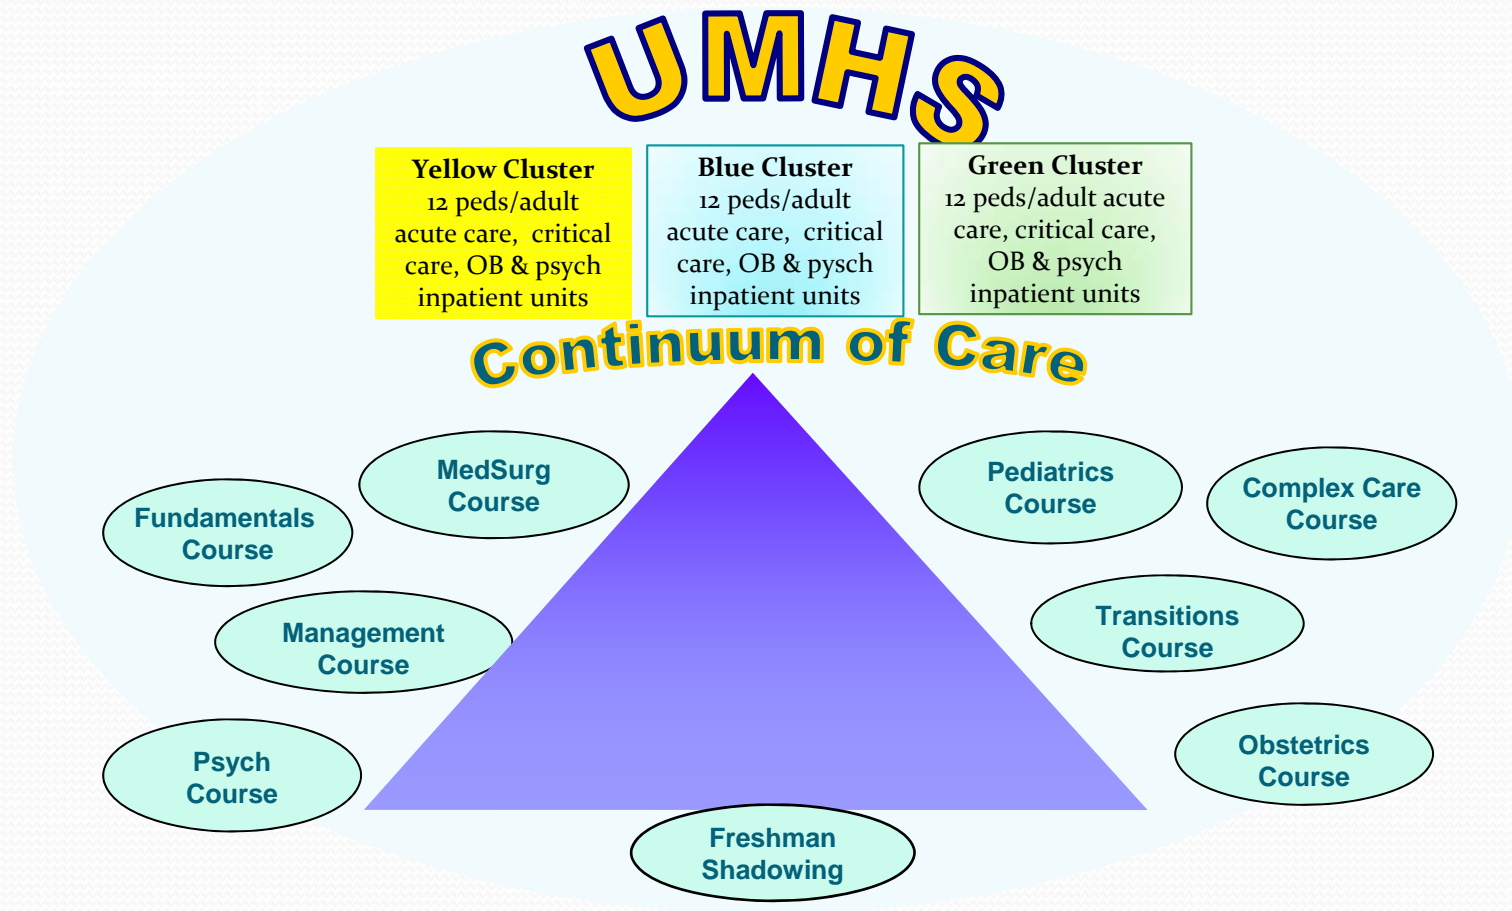 UMHS
Yellow Cluster
12 peds/adult
acute care, critical
care, OB & psych
inpatient units
Blue Cluster
12 peds/adult
acute care, critical
care, OB & pysch
inpatient units
Green Cluster
12 peds/adult acute
care, critical care,
OB & psych
inpatient units
Continuum of Care
MedSurg
Course
Fundamentals
Course
Management
Course
Psych
Course
Pediatrics
Course
Complex Care
Course
Transitions
Course
Obstetrics
Course
Freshman
Shadowing